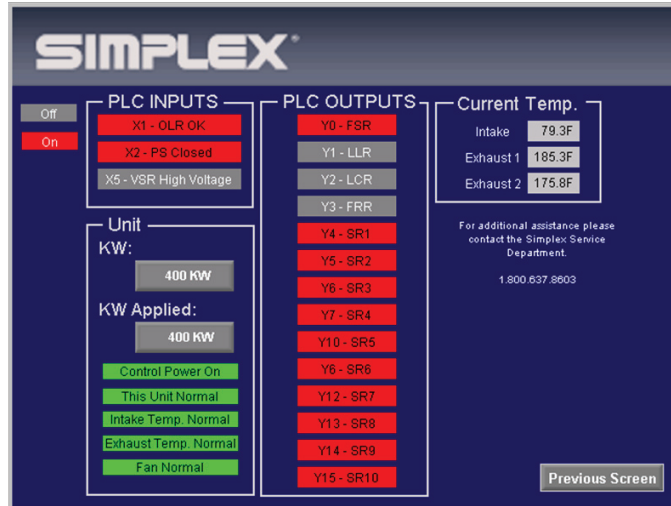 SIMPLEX
Off
On
PLC INPUTS
X1 - OLR OK
X2 - PS Closed
X5 - VSR High Voltage
Unit
KW:
400 KW
KW Applied:
400 KW
Control Power On
This Unit Normal
Intake Temp. Normal
Exhaust Temp. Normal
Fan Normal
PLC OUTPUTS
Y0 - FSR
Y1 - LLR
Y2 - LCR
Y3 - FRR
Y4 - SR1
Y5 - SR2
Y6 - SR3
Y7 - SR4
Y10 - SR5
Y6 - SR6
Y12 - SR7
Y13 - SR8
Y14 - SR9
Y15 - SR10
Current Temp.
Intake 79.3F
Exhaust 1 185.3F
Exhaust 2 175.8F
For additional assistance please
contact the Simplex Service
Department.
1.800.637.8603
Previous Screen